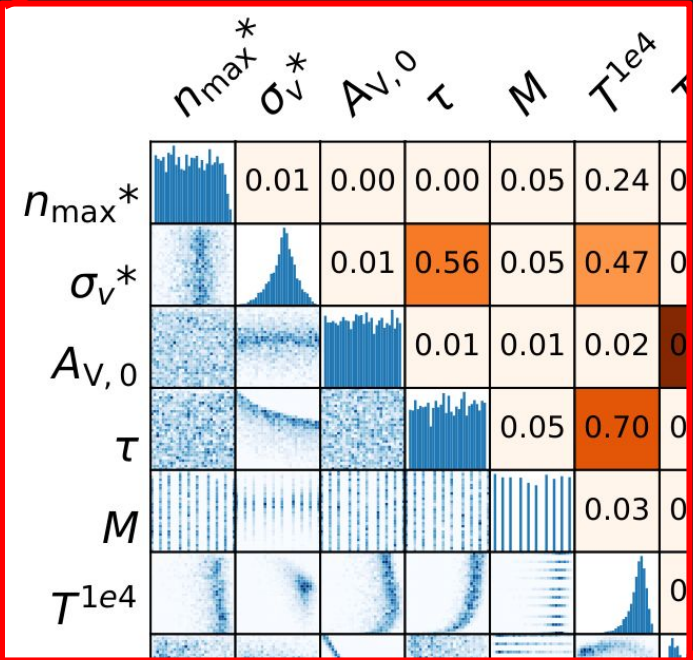 n_max* σ_v* A_V,0 τ M T^1e4
n_max* 0.01 0.00 0.00 0.05 0.24
σ_v* 0.01 0.56 0.05 0.47
A_V,0 0.01 0.01 0.02
τ 0.05 0.70
M 0.03
T^1e4